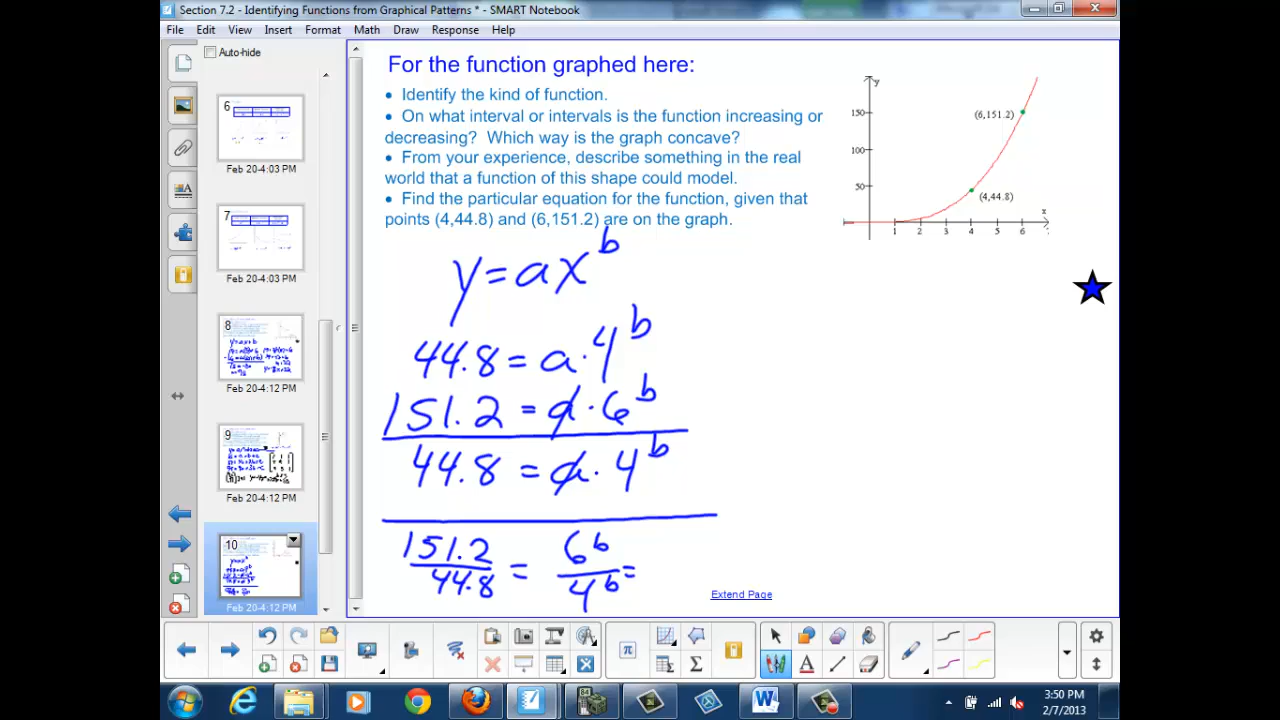 Section 7.2 - Identifying Functions from Graphical Patterns * - SMART Notebook
File Edit View Insert Format Math Draw Response Help
Auto-hide
6
Feb 20-4:03 PM
7
Feb 20-4:03 PM
8
Feb 20-4:12 PM
9
Feb 20-4:12 PM
10
Feb 20-4:12 PM
For the function graphed here:
• Identify the kind of function.
• On what interval or intervals is the function increasing or
decreasing? Which way is the graph concave?
• From your experience, describe something in the real
world that a function of this shape could model.
• Find the particular equation for the function, given that
points (4,44.8) and (6,151.2) are on the graph.
y
150
100
50
(6,151.2)
(4,44.8)
x
1 2 3 4 5 6
y = ax^b
44.8 = a · 4^b
151.2 = a · 6^b
44.8 = a · 4^b
151.2/44.8 = 6^b/4^b =
Extend Page
3:50 PM
2/7/2013